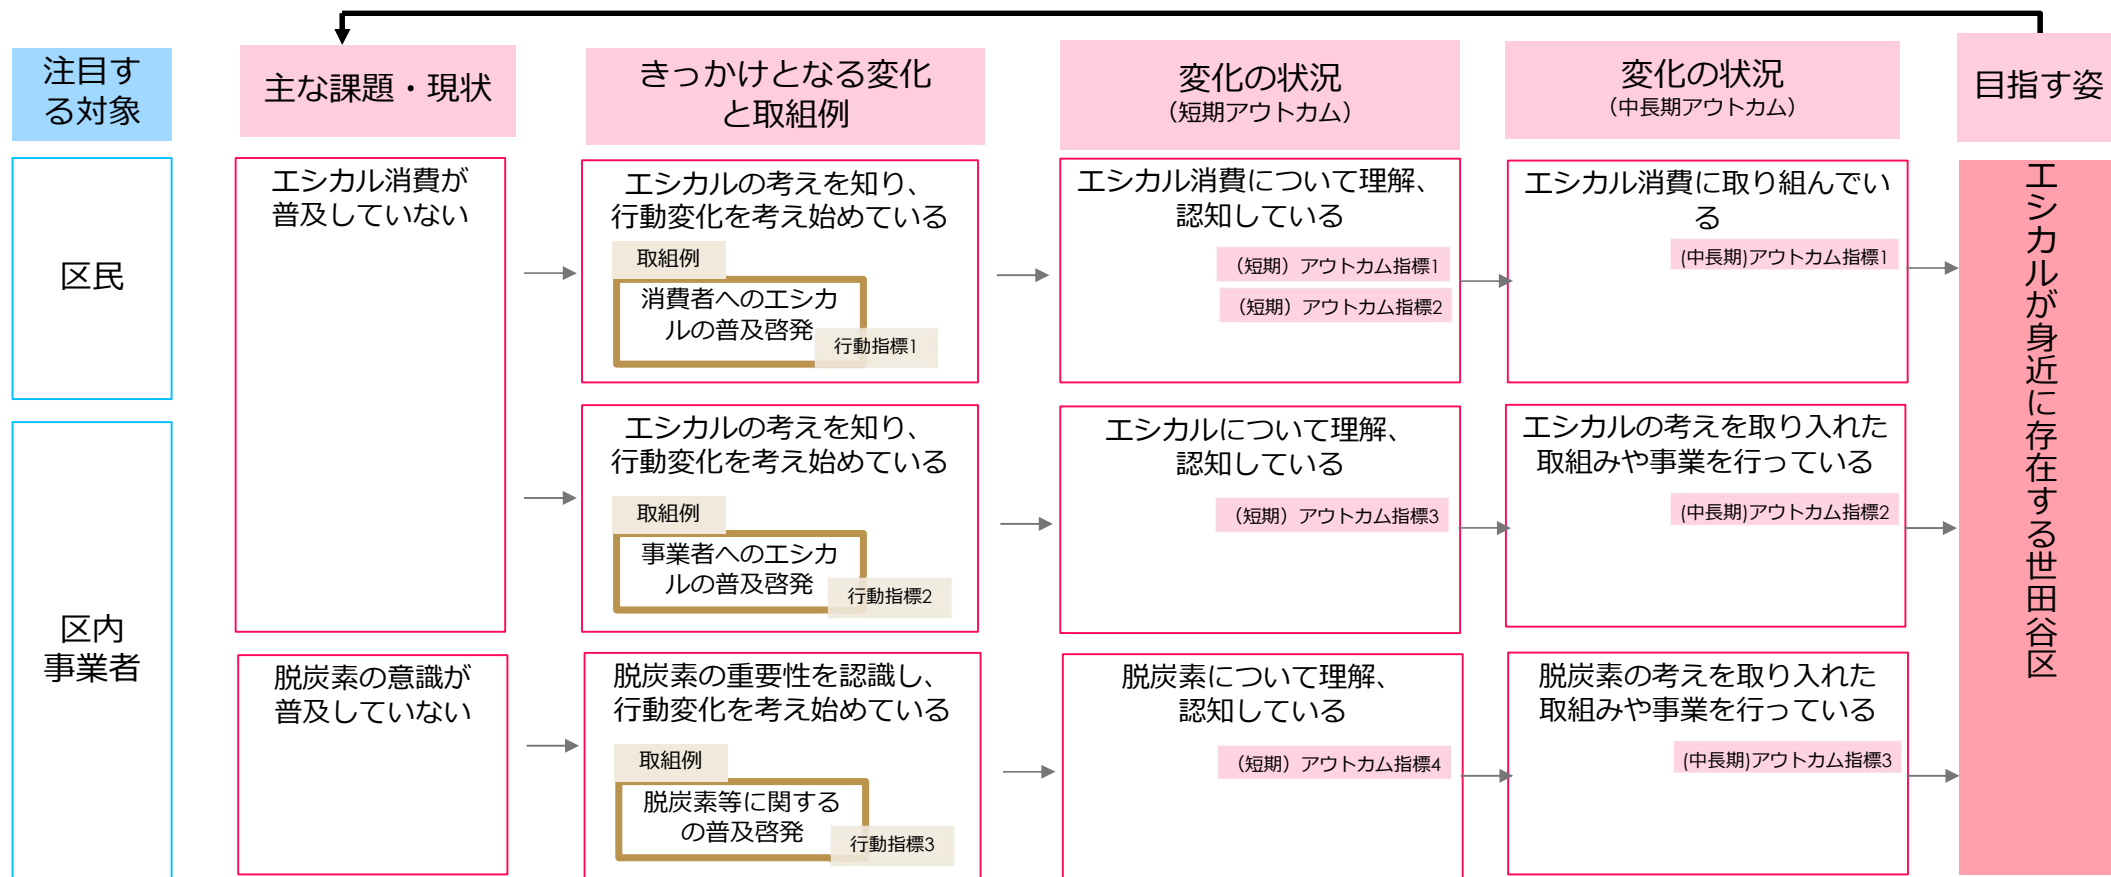 注目す
る対象
主な課題・現状
きっかけとなる変化
と取組例
変化の状況
（短期アウトカム）
変化の状況
（中長期アウトカム）
目指す姿
区民
エシカル消費が
普及していない
エシカルの考えを知り、
行動変化を考え始めている
取組例
消費者へのエシカ
ルの普及啓発
行動指標1
エシカル消費について理解、
認知している
（短期）アウトカム指標1
（短期）アウトカム指標2
エシカル消費に取り組んでい
る
(中長期)アウトカム指標1
エシカルが身近に存在する世田谷区
区内
事業者
エシカルの考えを知り、
行動変化を考え始めている
取組例
事業者へのエシカ
ルの普及啓発
行動指標2
エシカルについて理解、
認知している
（短期）アウトカム指標3
エシカルの考えを取り入れた
取組みや事業を行っている
(中長期)アウトカム指標2
脱炭素の意識が
普及していない
脱炭素の重要性を認識し、
行動変化を考え始めている
取組例
脱炭素等に関する
の普及啓発
行動指標3
脱炭素について理解、
認知している
（短期）アウトカム指標4
脱炭素の考えを取り入れた
取組みや事業を行っている
(中長期)アウトカム指標3